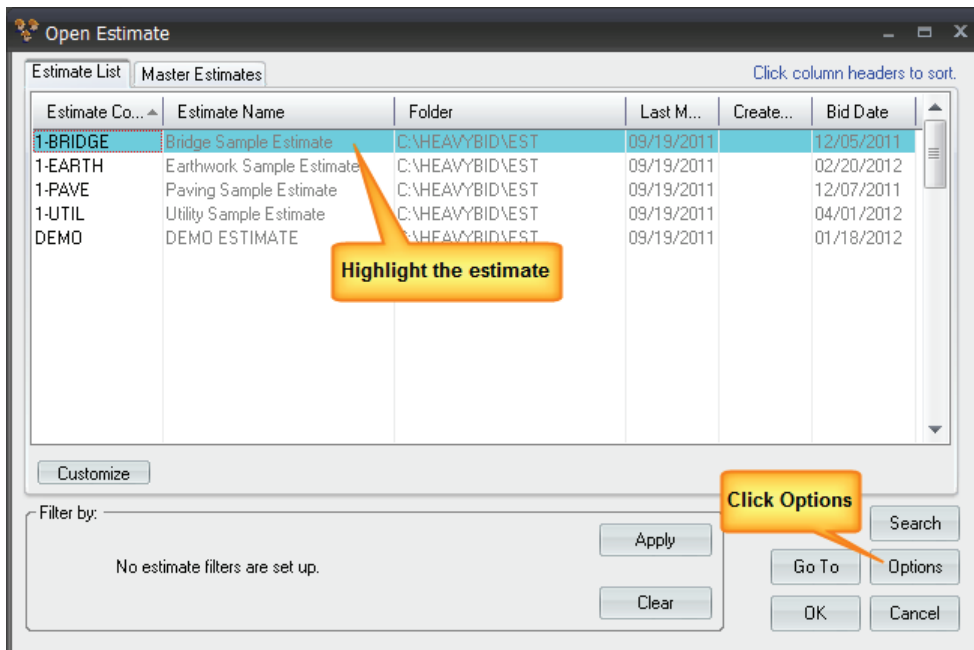 Open Estimate
Estimate List Master Estimates Click column headers to sort.
Estimate Co... Estimate Name Folder Last M... Create... Bid Date
1-BRIDGE Bridge Sample Estimate C:\HEAVYBID\EST 09/19/2011 12/05/2011
1-EARTH Earthwork Sample Estimate C:\HEAVYBID\EST 09/19/2011 02/20/2012
1-PAVE Paving Sample Estimate C:\HEAVYBID\EST 09/19/2011 12/07/2011
1-UTIL Utility Sample Estimate C:\HEAVYBID\EST 09/19/2011 04/01/2012
DEMO DEMO ESTIMATE C:\HEAVYBID\EST 09/19/2011 01/18/2012
Highlight the estimate
Customize
Click Options
Filter by:
Search
Apply
No estimate filters are set up.
Go To Options
Clear
OK Cancel